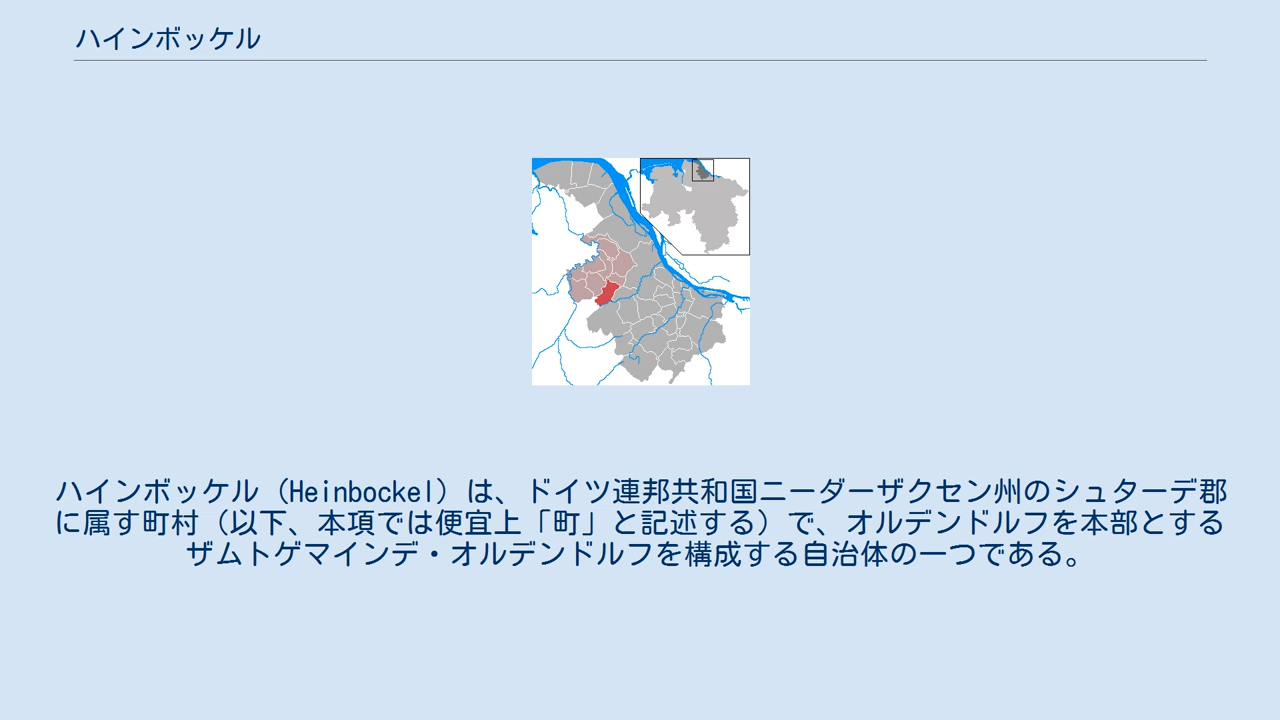 ハインボッケル
ハインボッケル（Heinbockel）は、ドイツ連邦共和国ニーダーザクセン州のシュターデ郡
に属す町村（以下、本項では便宜上「町」と記述する）で、オルデンドルフを本部とする
ザムトゲマインデ・オルデンドルフを構成する自治体の一つである。